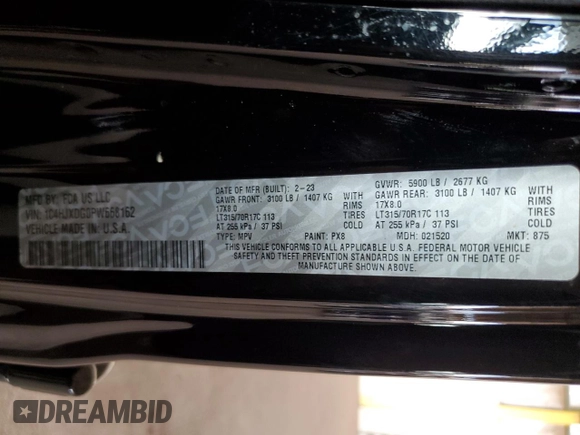 MFD BY: FCA US LLC
VEHICLE MADE IN U.S.A.
DATE OF MFR (BUILT): 2-23
GAWR FRONT: 3100 LB / 1407 KG
17X8.0 RIMS
LT315/70R17C 113 TIRES
AT 255 kPa / 37 PSI COLD
TYPE: MPV PAINT: PX8
GVWR: 5900 LB / 2677 KG
GAWR REAR: 3100 LB / 1407 KG
17X8.0
LT315/70R17C 113
AT 255 kPa / 37 PSI
MDH: 021520 MKT: 875
RIMS
TIRES
COLD
THIS VEHICLE CONFORMS TO ALL APPLICABLE U.S.A. FEDERAL MOTOR VEHICLE
SAFETY AND THEFT PREVENTION STANDARDS IN EFFECT ON THE DATE OF
MANUFACTURE SHOWN ABOVE.
DREAMBID